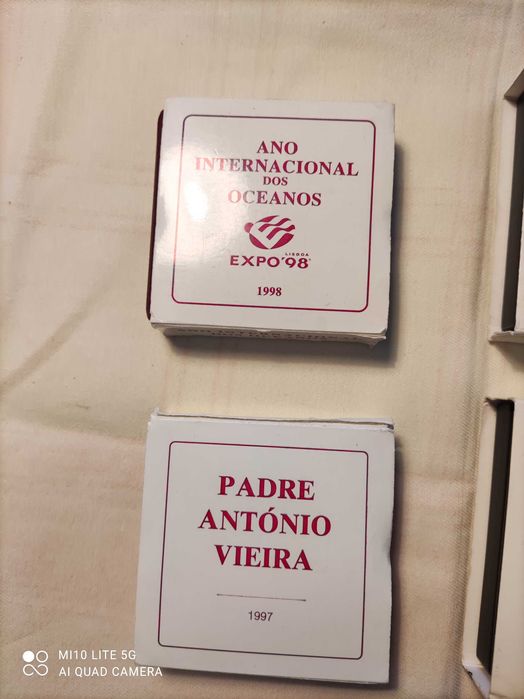 ANO
INTERNACIONAL
DOS
OCEANOS
LISBOA
EXPO'98
1998
PADRE
ANTÓNIO
VIEIRA
1997
MI10 LITE 5G
AI QUAD CAMERA